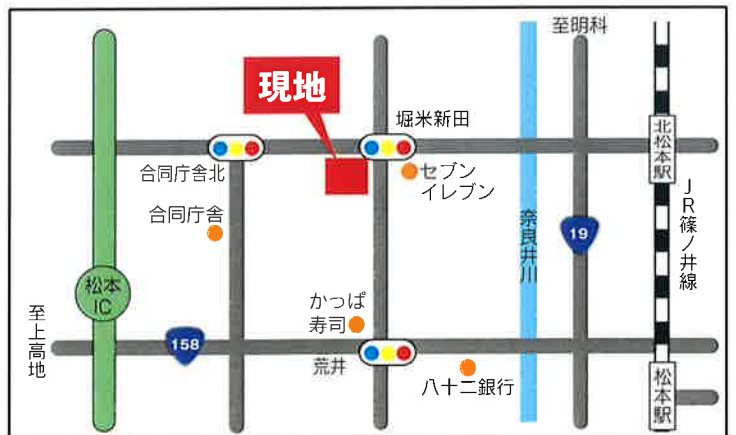 至明科
現地
堀米新田
北松本駅
合同庁舎北
セブン
イレブン
JR篠ノ井線
合同庁舎
奈良井川
19
松本
IC
かっぱ
寿司
至上高地
158
荒井
八十二銀行
松本駅